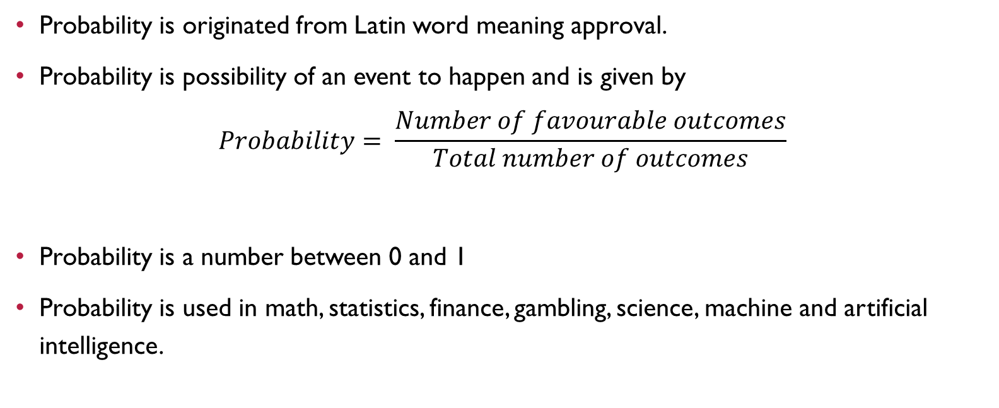 • Probability is originated from Latin word meaning approval.
• Probability is possibility of an event to happen and is given by
Probability = Number of favourable outcomes / Total number of outcomes
• Probability is a number between 0 and 1
• Probability is used in math, statistics, finance, gambling, science, machine and artificial
intelligence.